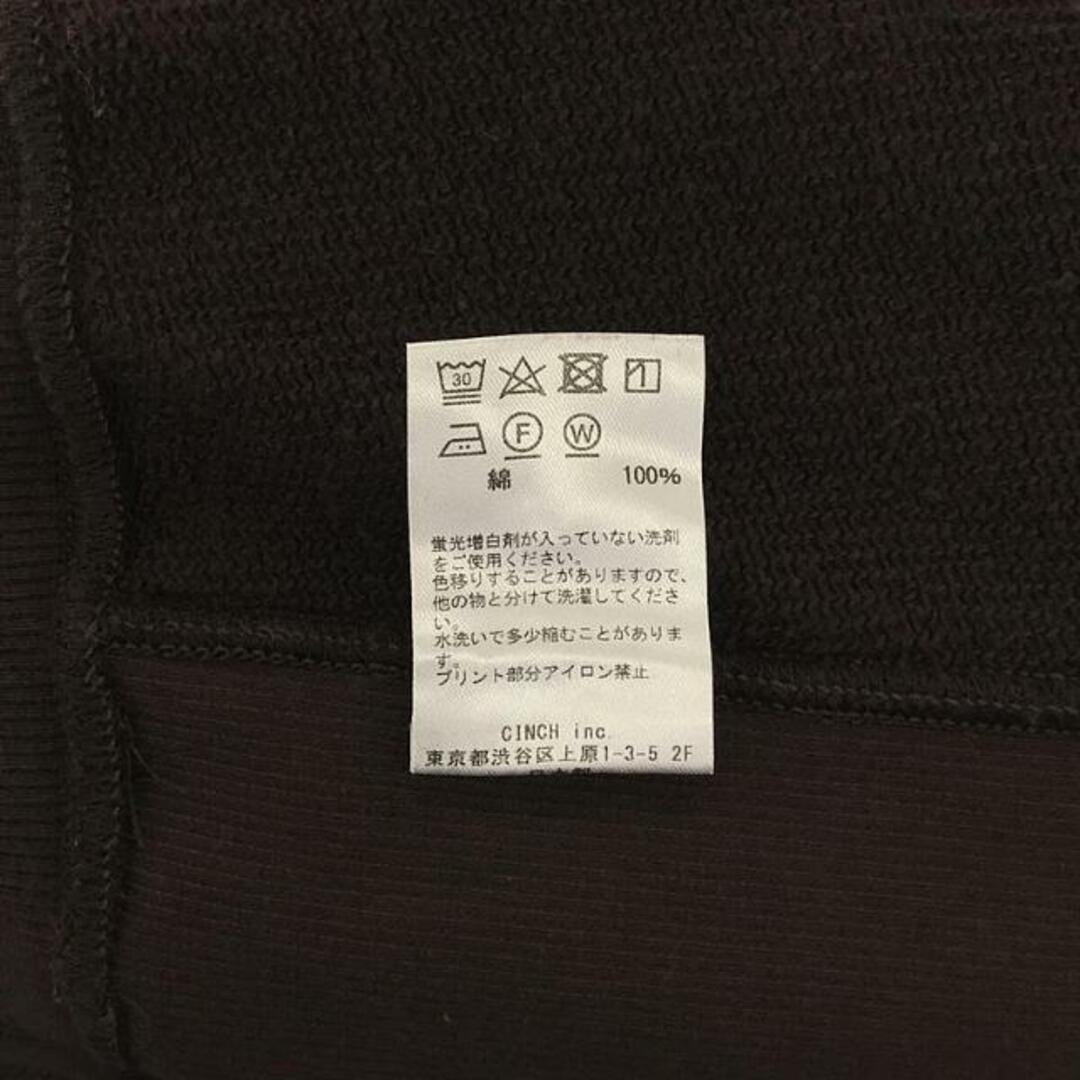 30
F W
綿 100%
蛍光増白剤が入っていない洗剤
をご使用ください。
色移りすることがありますので、
他の物と分けて洗濯してくださ
い。
水洗いで多少縮むことがありま
す。
プリント部分アイロン禁止
CINCH inc.
東京都渋谷区上原1-3-5 2F